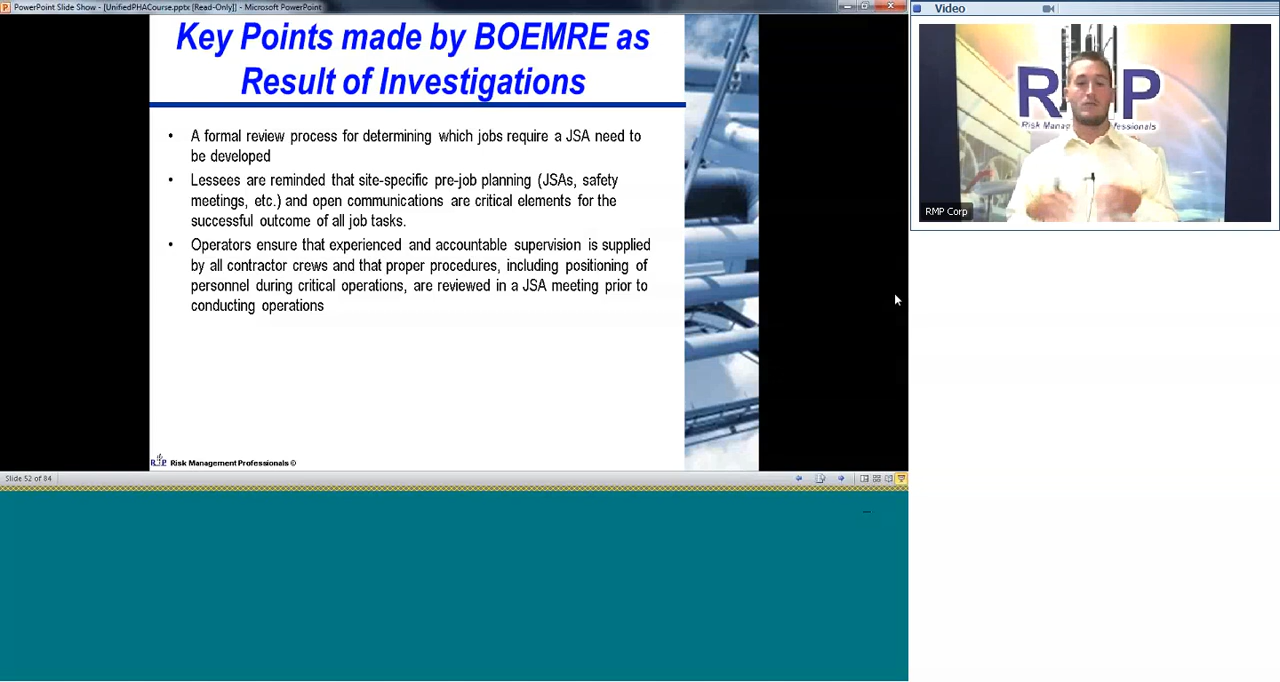 PowerPoint Slide Show - [UnifiedPHACourse.pptx [Read-Only]] - Microsoft PowerPoint
Video
Key Points made by BOEMRE as
Result of Investigations
• A formal review process for determining which jobs require a JSA need to
be developed
• Lessees are reminded that site-specific pre-job planning (JSAs, safety
meetings, etc.) and open communications are critical elements for the
successful outcome of all job tasks.
• Operators ensure that experienced and accountable supervision is supplied
by all contractor crews and that proper procedures, including positioning of
personnel during critical operations, are reviewed in a JSA meeting prior to
conducting operations
RMP Risk Management Professionals ©
Slide 52 of 84
R P
Risk Mana
fessionals
RMP Corp